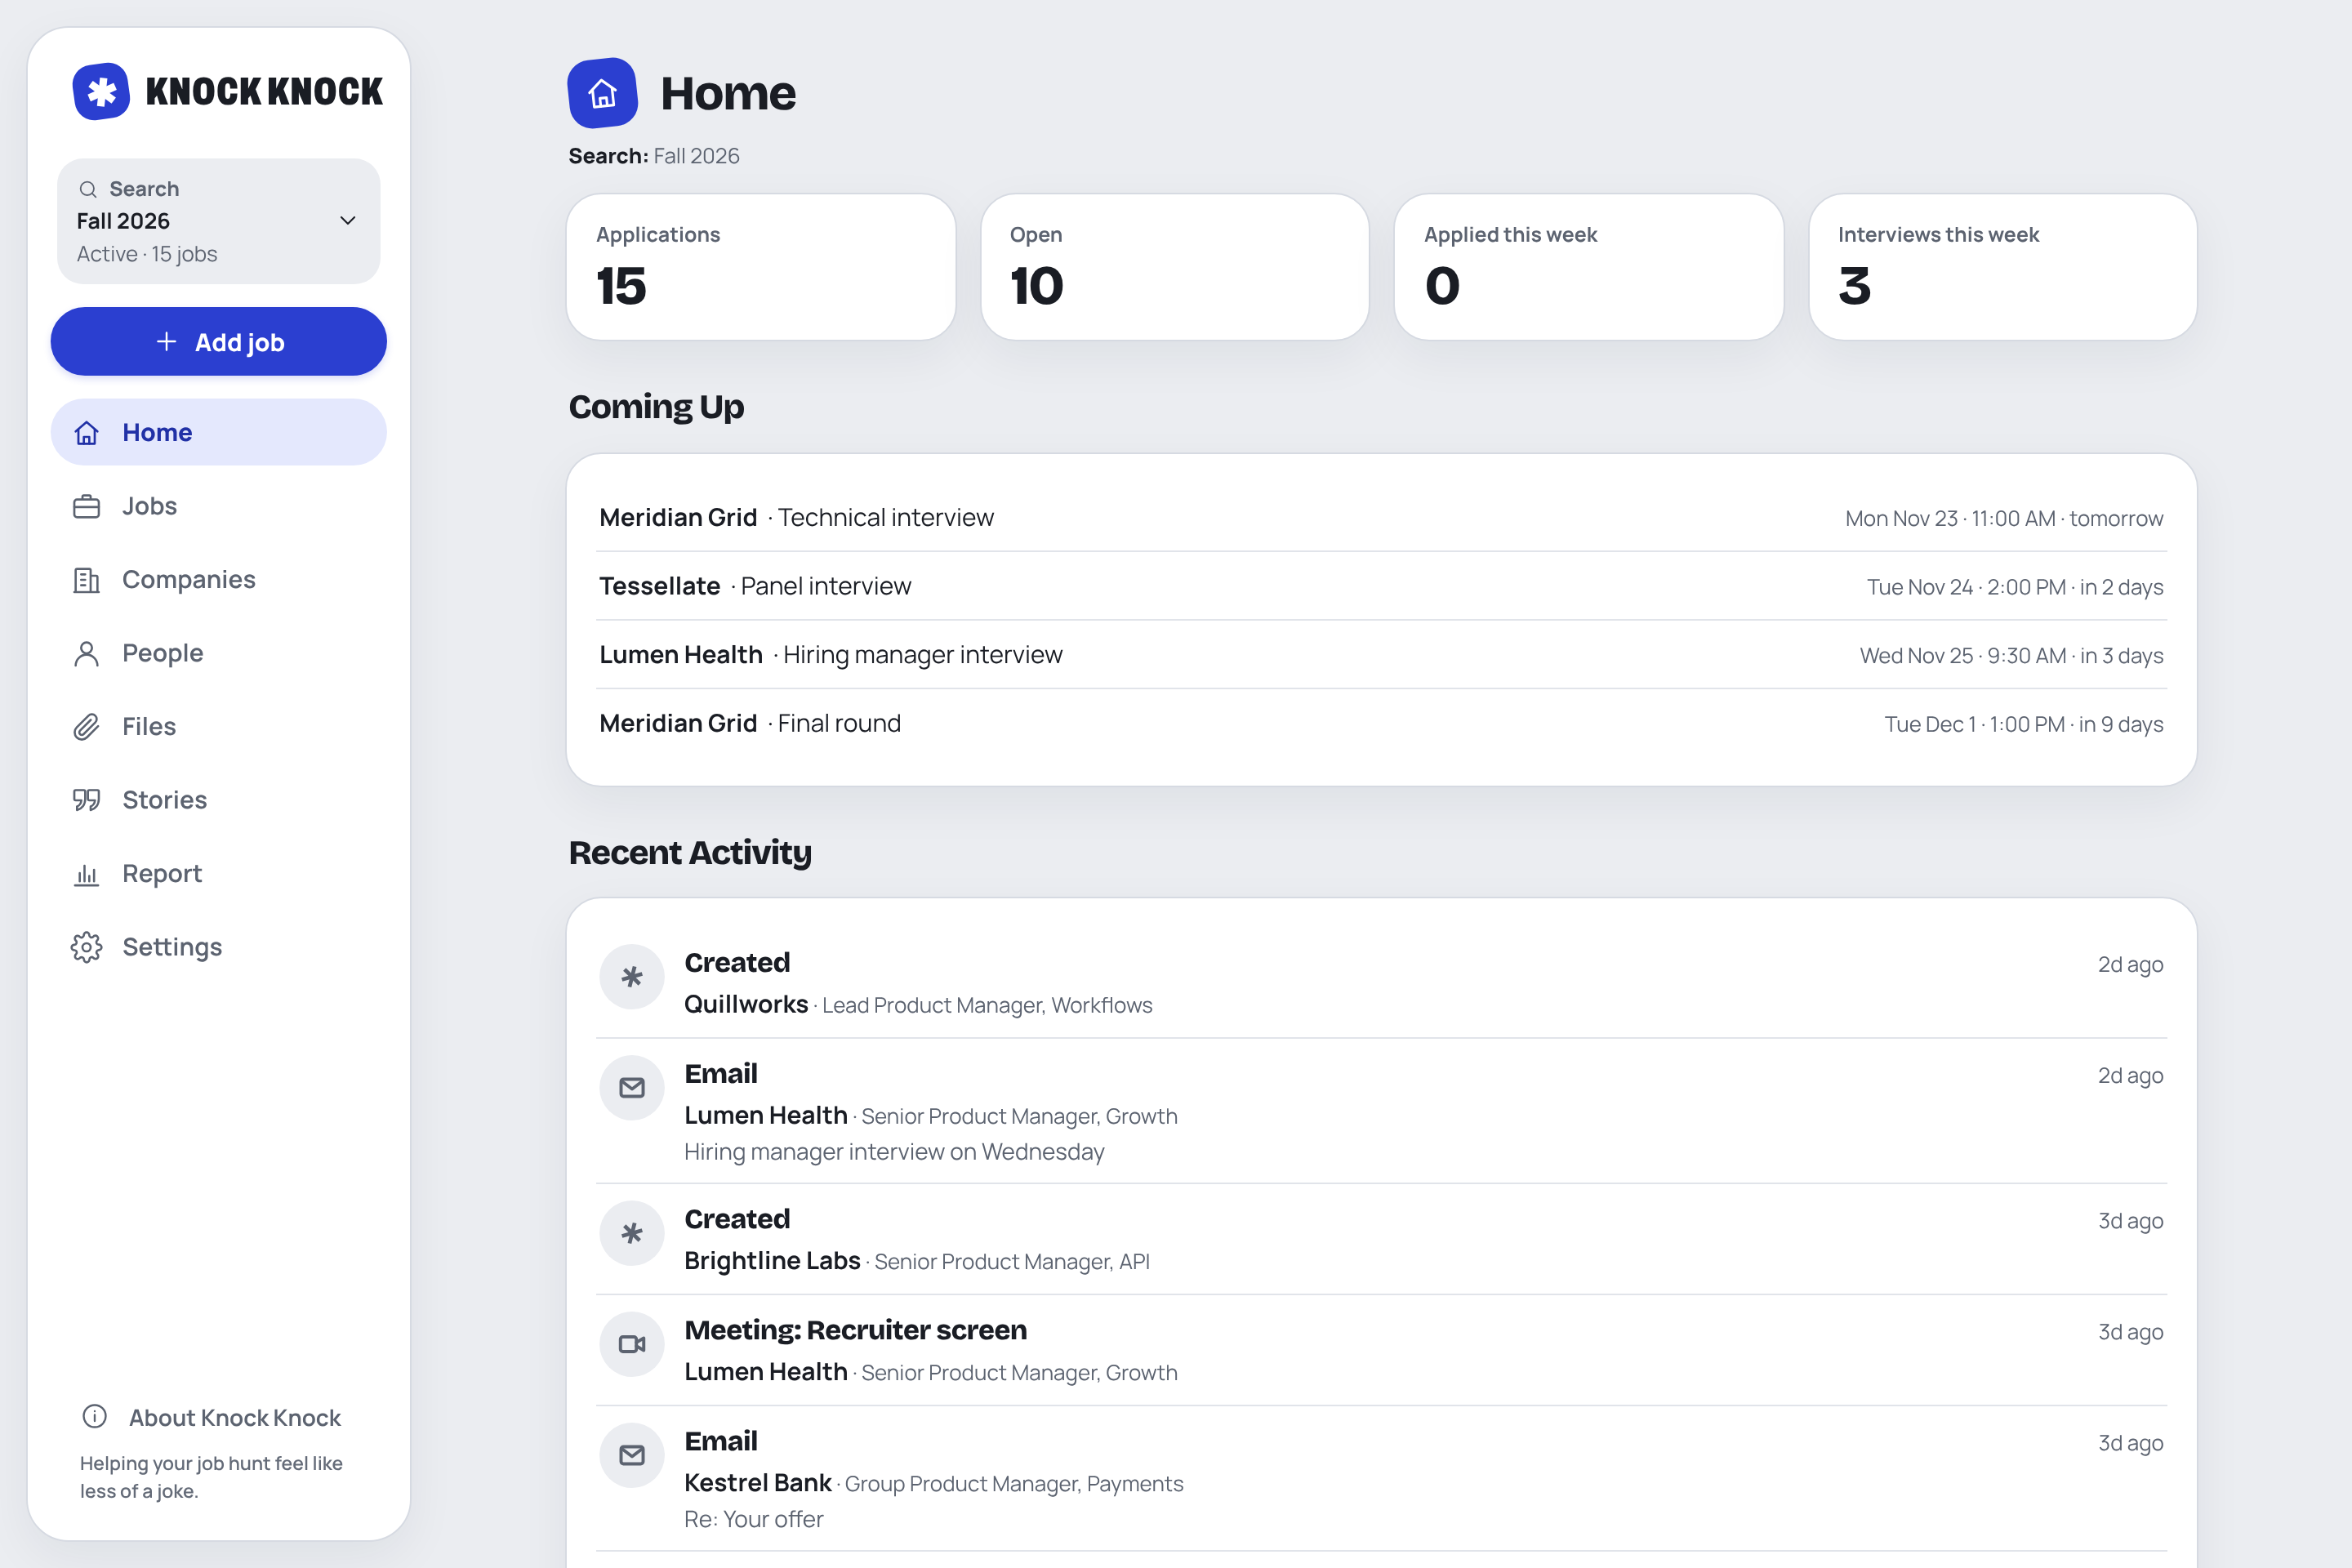 KNOCK KNOCK
Search
Fall 2026
Active · 15 jobs
Add job
Home
Jobs
Companies
People
Files
Stories
Report
Settings
About Knock Knock
Helping your job hunt feel like
less of a joke.
Home
Search: Fall 2026
Applications
15
Open
10
Applied this week
0
Interviews this week
3
Coming Up
Meridian Grid · Technical interview Mon Nov 23 · 11:00 AM · tomorrow
Tessellate · Panel interview Tue Nov 24 · 2:00 PM · in 2 days
Lumen Health · Hiring manager interview Wed Nov 25 · 9:30 AM · in 3 days
Meridian Grid · Final round Tue Dec 1 · 1:00 PM · in 9 days
Recent Activity
Created 2d ago
Quillworks · Lead Product Manager, Workflows
Email 2d ago
Lumen Health · Senior Product Manager, Growth
Hiring manager interview on Wednesday
Created 3d ago
Brightline Labs · Senior Product Manager, API
Meeting: Recruiter screen 3d ago
Lumen Health · Senior Product Manager, Growth
Email 3d ago
Kestrel Bank · Group Product Manager, Payments
Re: Your offer